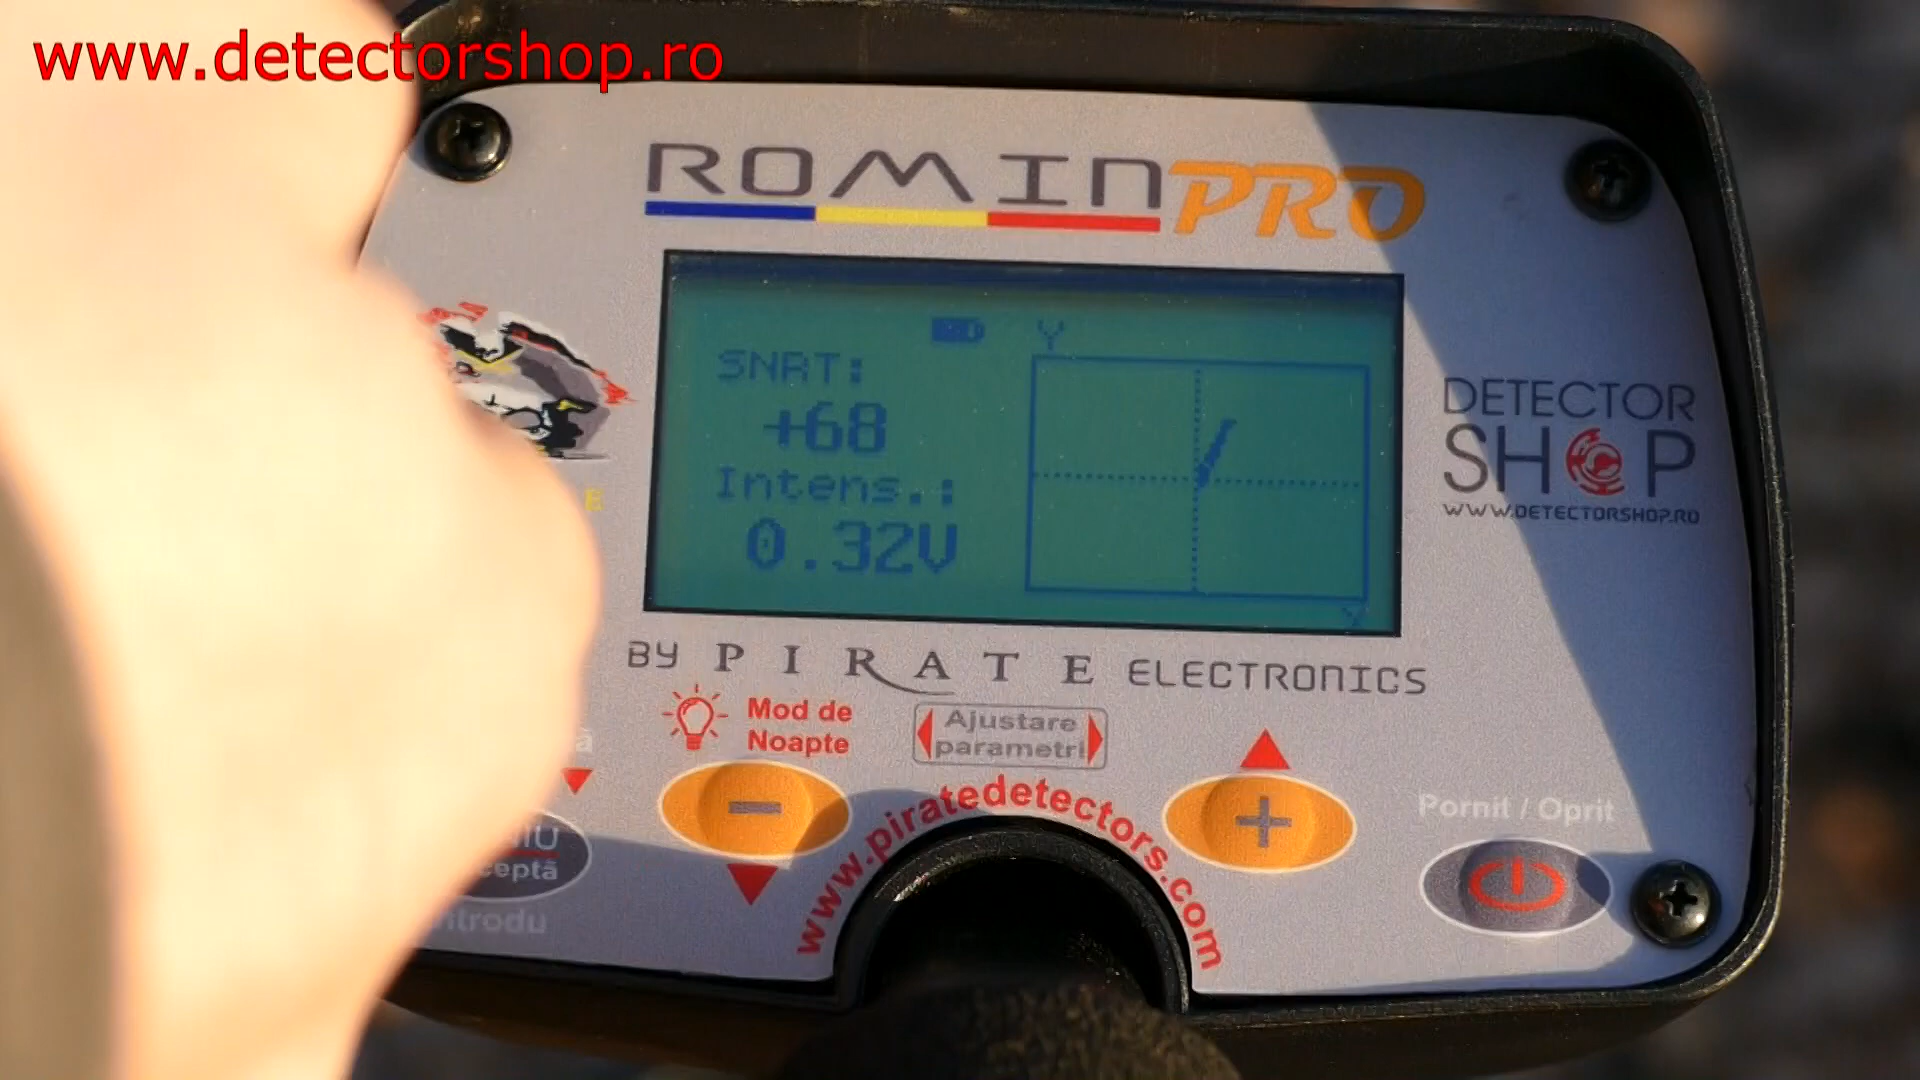 www.detectorshop.ro
ROMIN PRO
SNRT:
+68
Intens.:
0.32V
Y
DETECTOR
SHOP
WWW.DETECTORSHOP.RO
BY PIRATE ELECTRONICS
Mod de
Noapte
Ajustare
parametri
−
+
www.piratedetectors.com
Pornit / Oprit